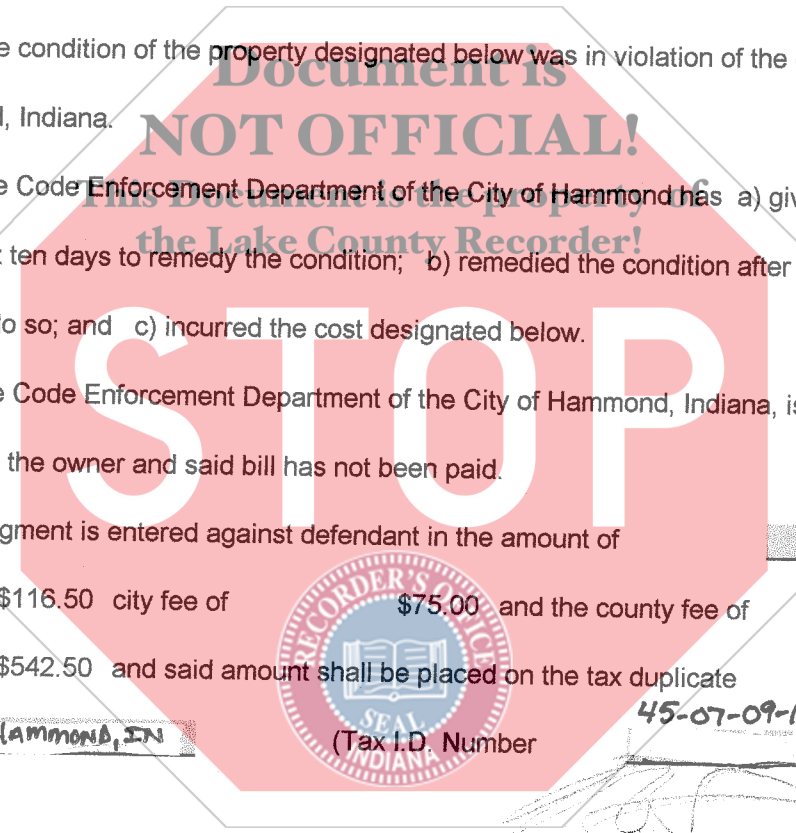 e condition of the property designated below was in violation of the
Document is
l, Indiana.
NOT OFFICIAL!
e Code Enforcement Department of the City of Hammond has a) giv
This Document is the property of
the Lake County Recorder!
ten days to remedy the condition; b) remedied the condition after
o so; and c) incurred the cost designated below.
STOP
e Code Enforcement Department of the City of Hammond, Indiana, is
the owner and said bill has not been paid.
gment is entered against defendant in the amount of
$116.50 city fee of $75.00 and the county fee of
RECORDER'S OFFICE
$542.50 and said amount shall be placed on the tax duplicate
SEAL
INDIANA
HAMMOND, IN (Tax I.D. Number 45-07-09-1